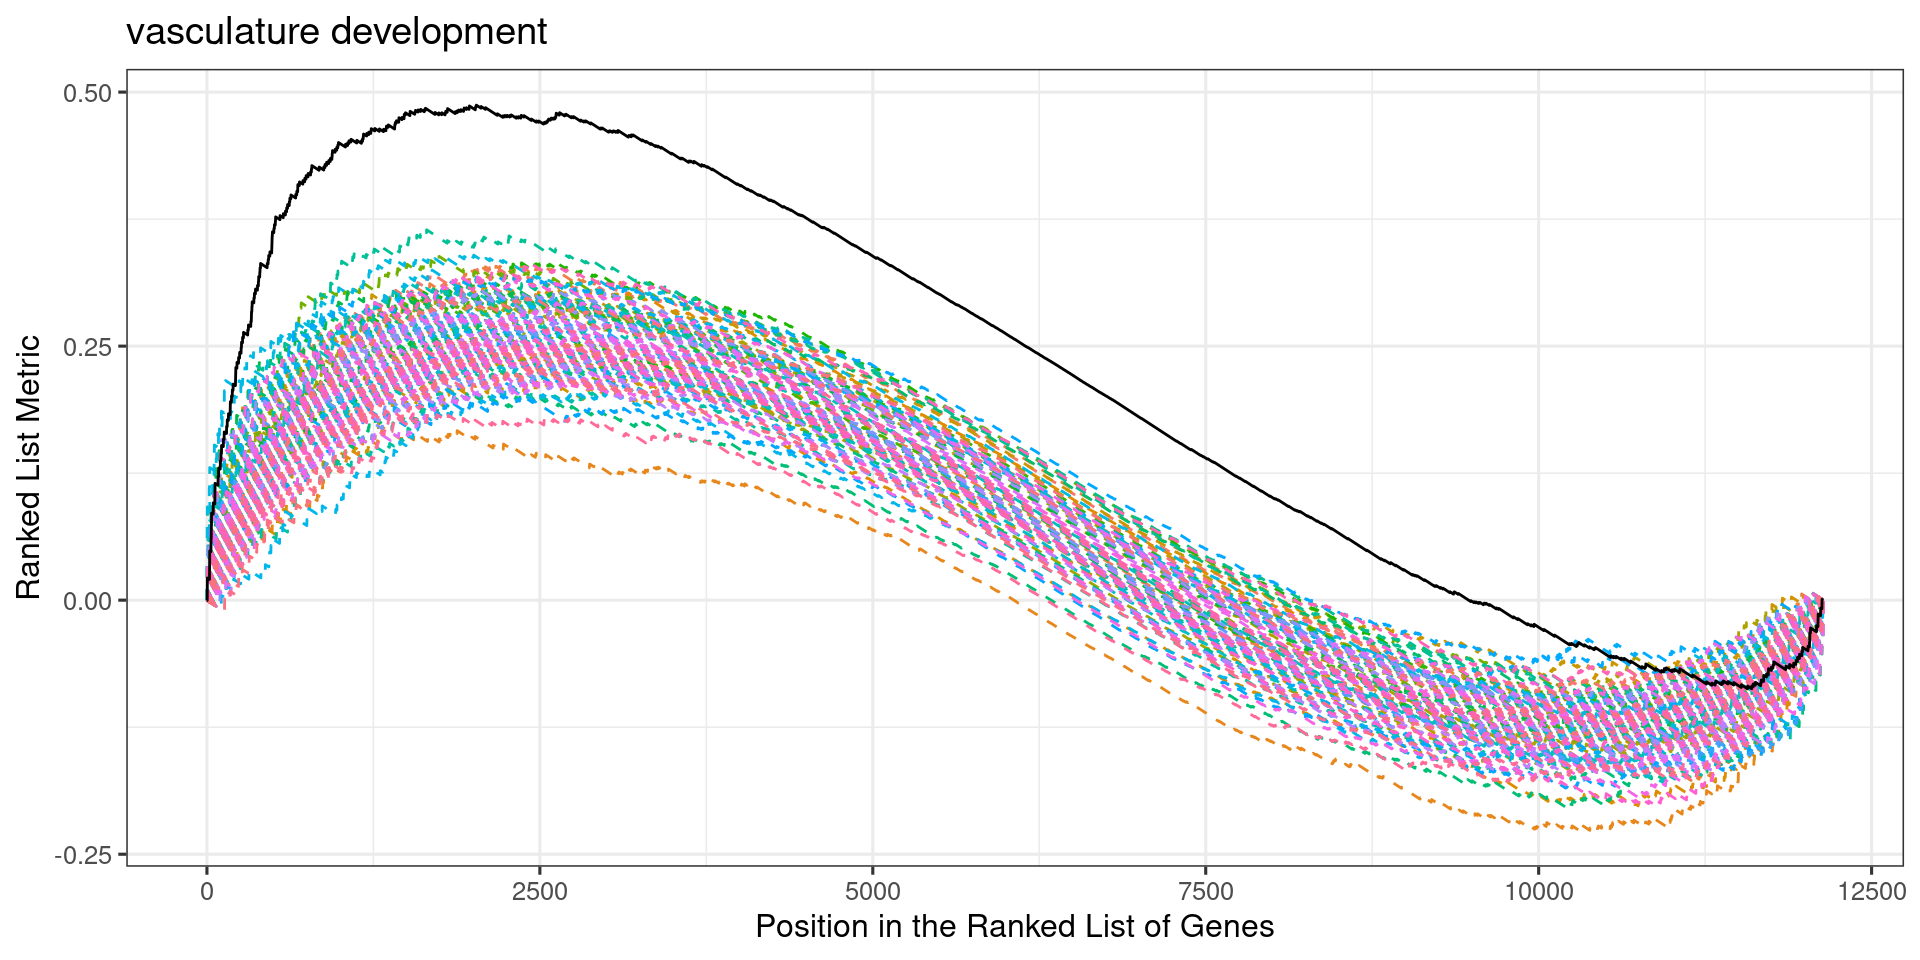 vasculature development
0.50
0.25
0.00
-0.25
Ranked List Metric
0 2500 5000 7500 10000 12500
Position in the Ranked List of Genes